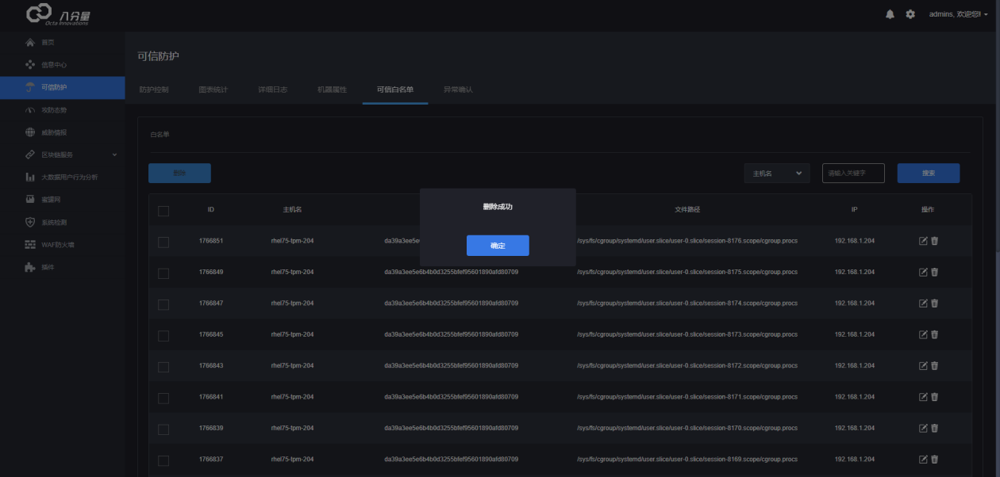 八分量
Octa Innovations
admins, 欢迎您!
首页
信息中心
可信防护
攻防态势
威胁情报
区块链服务
大数据用户行为分析
蜜罐网
系统检测
WAF防火墙
插件
可信防护
防护控制 图表统计 详细日志 机器属性 可信白名单 异常确认
白名单
删除 主机名 请输入关键字 搜索
ID 主机名 文件路径 IP 操作
删除成功
确定
1766851 rhel75-tpm-204 da39a3ee5e /sys/fs/cgroup/systemd/user.slice/user-0.slice/session-8176.scope/cgroup.procs 192.168.1.204
1766849 rhel75-tpm-204 da39a3ee5e6b4b0d3255bfef95601890afd80709 /sys/fs/cgroup/systemd/user.slice/user-0.slice/session-8175.scope/cgroup.procs 192.168.1.204
1766847 rhel75-tpm-204 da39a3ee5e6b4b0d3255bfef95601890afd80709 /sys/fs/cgroup/systemd/user.slice/user-0.slice/session-8174.scope/cgroup.procs 192.168.1.204
1766845 rhel75-tpm-204 da39a3ee5e6b4b0d3255bfef95601890afd80709 /sys/fs/cgroup/systemd/user.slice/user-0.slice/session-8173.scope/cgroup.procs 192.168.1.204
1766843 rhel75-tpm-204 da39a3ee5e6b4b0d3255bfef95601890afd80709 /sys/fs/cgroup/systemd/user.slice/user-0.slice/session-8172.scope/cgroup.procs 192.168.1.204
1766841 rhel75-tpm-204 da39a3ee5e6b4b0d3255bfef95601890afd80709 /sys/fs/cgroup/systemd/user.slice/user-0.slice/session-8171.scope/cgroup.procs 192.168.1.204
1766839 rhel75-tpm-204 da39a3ee5e6b4b0d3255bfef95601890afd80709 /sys/fs/cgroup/systemd/user.slice/user-0.slice/session-8170.scope/cgroup.procs 192.168.1.204
1766837 rhel75-tpm-204 da39a3ee5e6b4b0d3255bfef95601890afd80709 /sys/fs/cgroup/systemd/user.slice/user-0.slice/session-8169.scope/cgroup.procs 192.168.1.204